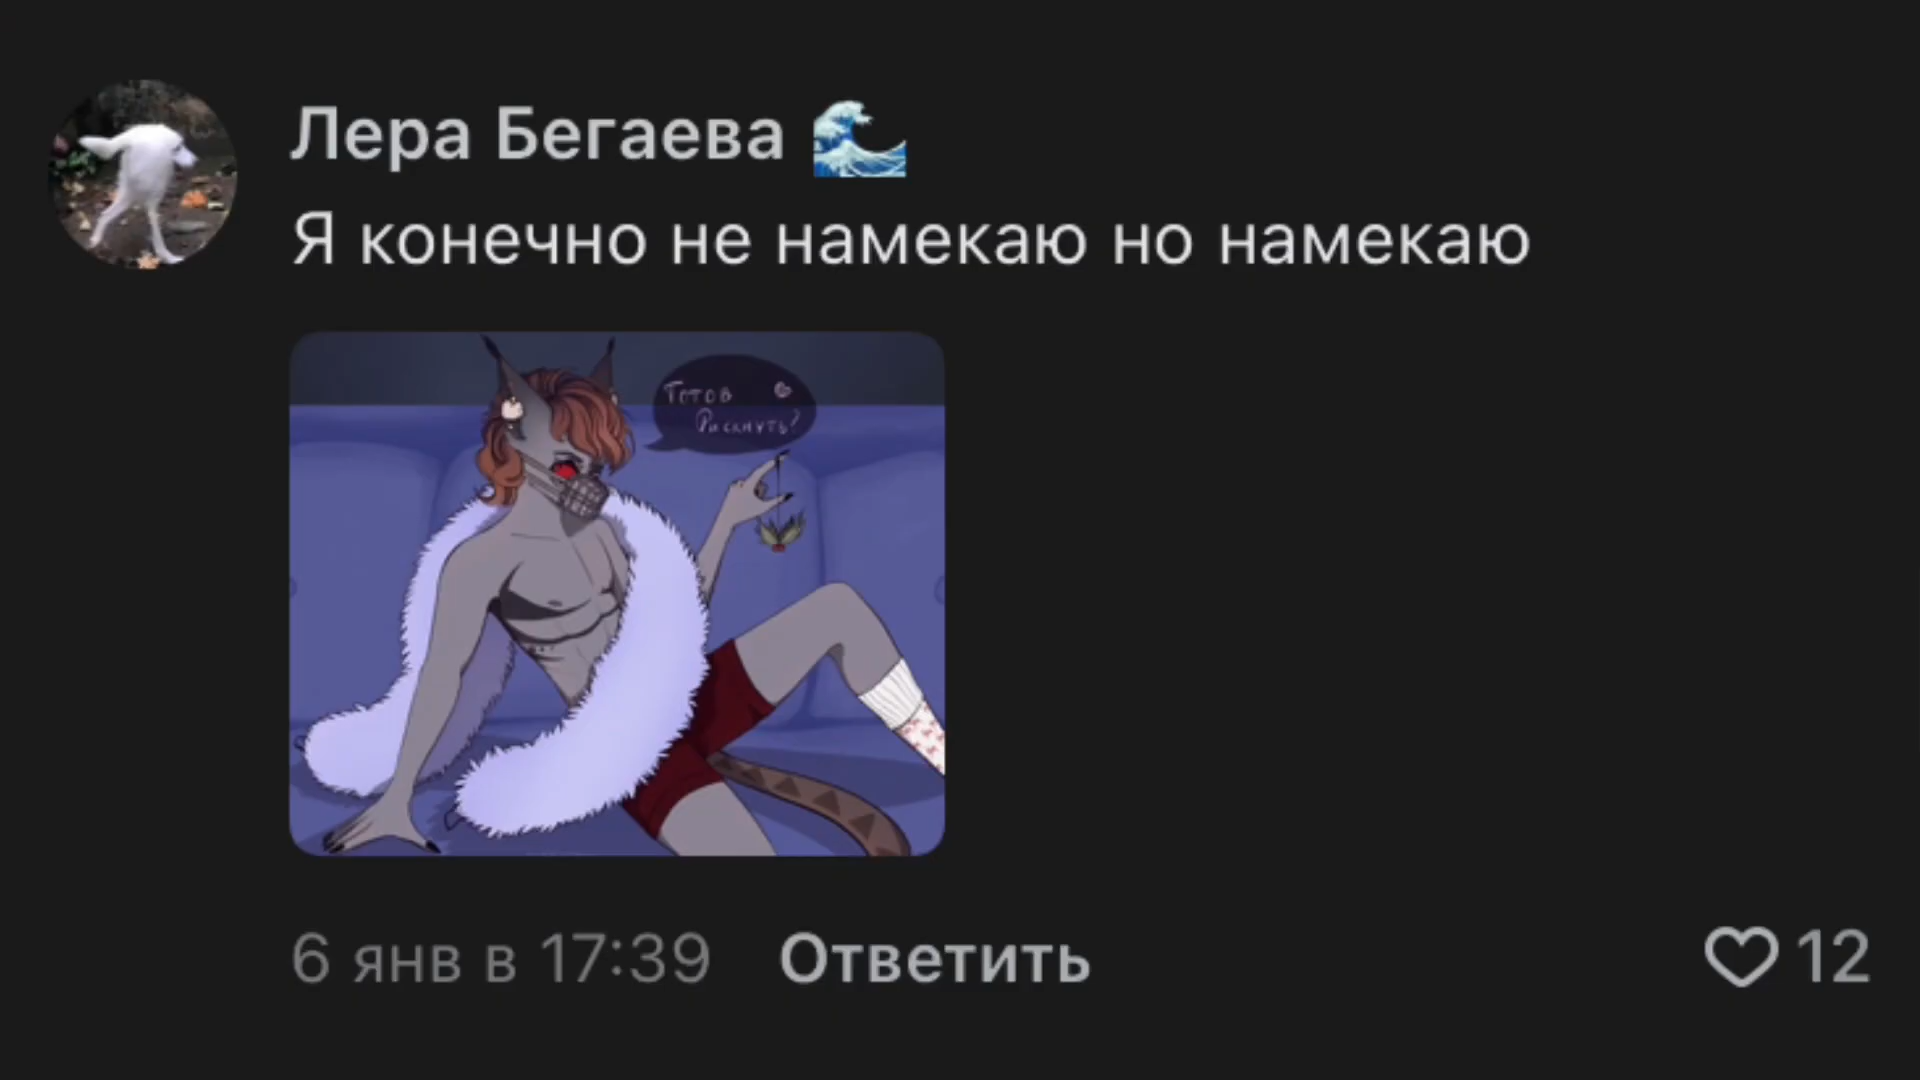 Лера Бегаева 🌊
Я конечно не намекаю но намекаю
Готов
Рискнуть?
6 янв в 17:39 Ответить
12